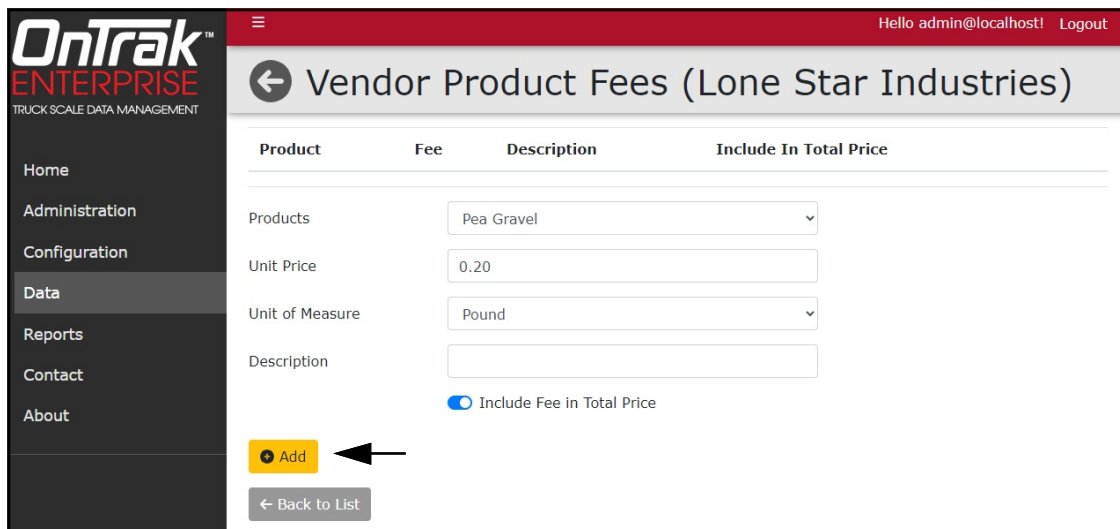 OnTrak™
ENTERPRISE
TRUCK SCALE DATA MANAGEMENT
Home
Administration
Configuration
Data
Reports
Contact
About
Hello admin@localhost! Logout
Vendor Product Fees (Lone Star Industries)
Product Fee Description Include In Total Price
Products Pea Gravel
Unit Price 0.20
Unit of Measure Pound
Description
Include Fee in Total Price
Add
Back to List